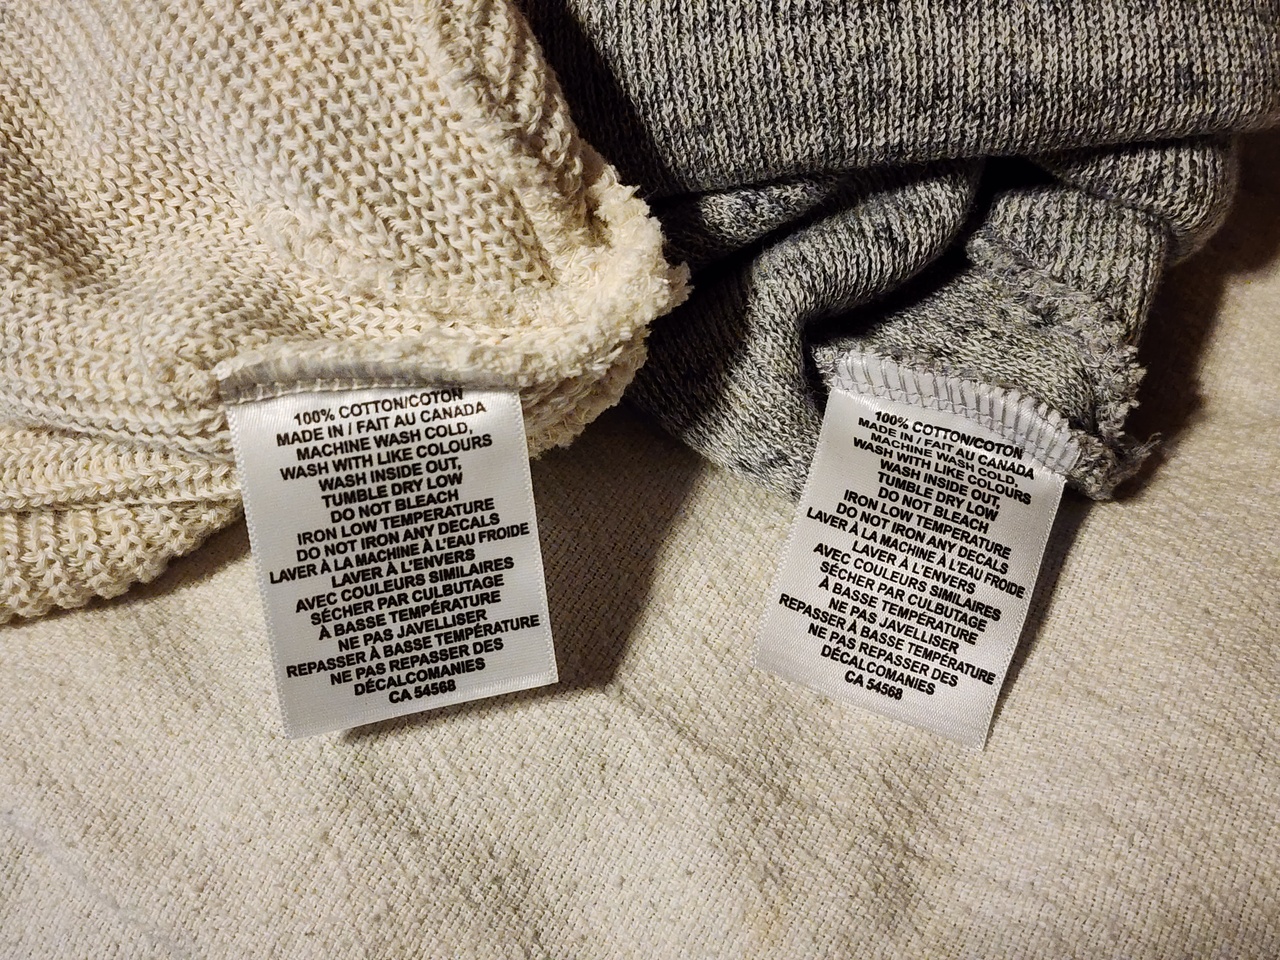 100% COTTON/COTON
MADE IN / FAIT AU CANADA
MACHINE WASH COLD,
WASH WITH LIKE COLOURS
WASH INSIDE OUT,
TUMBLE DRY LOW
DO NOT BLEACH
IRON LOW TEMPERATURE
DO NOT IRON ANY DECALS
LAVER À LA MACHINE À L'EAU FROIDE
LAVER À L'ENVERS
AVEC COULEURS SIMILAIRES
SÉCHER PAR CULBUTAGE
À BASSE TEMPÉRATURE
NE PAS JAVELLISER
REPASSER À BASSE TEMPÉRATURE
NE PAS REPASSER DES
DÉCALCOMANIES
CA 54568
100% COTTON/COTON
MADE IN / FAIT AU CANADA
MACHINE WASH COLD,
WASH WITH LIKE COLOURS
WASH INSIDE OUT,
TUMBLE DRY LOW
DO NOT BLEACH
IRON LOW TEMPERATURE
DO NOT IRON ANY DECALS
LAVER À LA MACHINE À L'EAU FROIDE
LAVER À L'ENVERS
AVEC COULEURS SIMILAIRES
SÉCHER PAR CULBUTAGE
À BASSE TEMPÉRATURE
NE PAS JAVELLISER
REPASSER À BASSE TEMPÉRATURE
NE PAS REPASSER DES
DÉCALCOMANIES
CA 54568